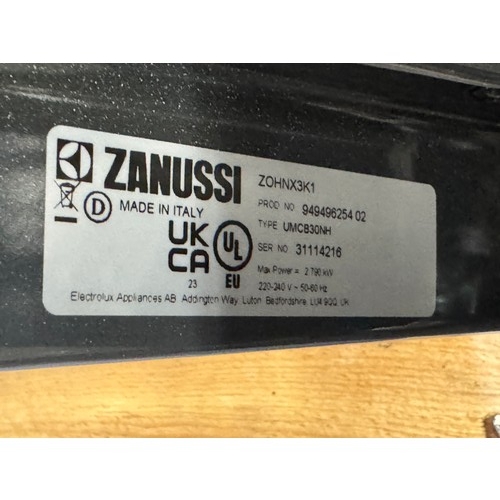 ZANUSSI
MADE IN ITALY
D
UK
CA
23
UL
EU
ZOHNX3K1
PROD NO 949496254 02
TYPE UMCB30NH
SER NO 31114216
Max Power = 2.790 kW
220-240 V ~ 50-60 Hz
Electrolux Appliances AB Addington Way, Luton Bedfordshire, LU4 9QQ, UK